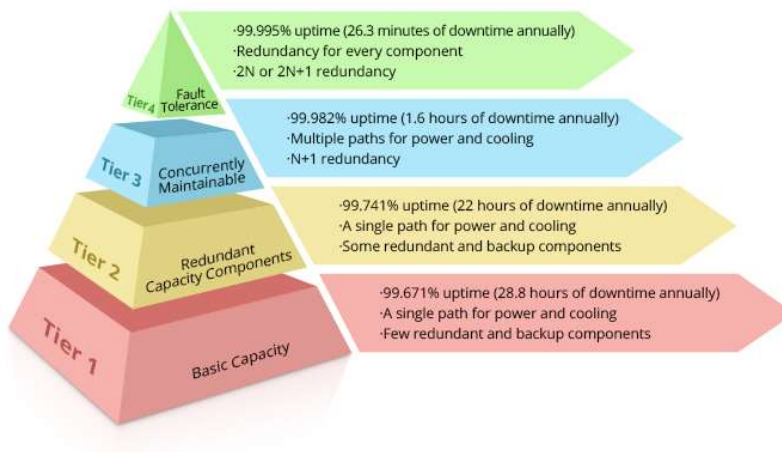 ·99.995% uptime (26.3 minutes of downtime annually)
·Redundancy for every component
·2N or 2N+1 redundancy
Tier 4
Fault
Tolerance
·99.982% uptime (1.6 hours of downtime annually)
·Multiple paths for power and cooling
·N+1 redundancy
Tier 3
Concurrently
Maintainable
·99.741% uptime (22 hours of downtime annually)
·A single path for power and cooling
·Some redundant and backup components
Tier 2
Redundant
Capacity Components
·99.671% uptime (28.8 hours of downtime annually)
·A single path for power and cooling
·Few redundant and backup components
Tier 1
Basic Capacity